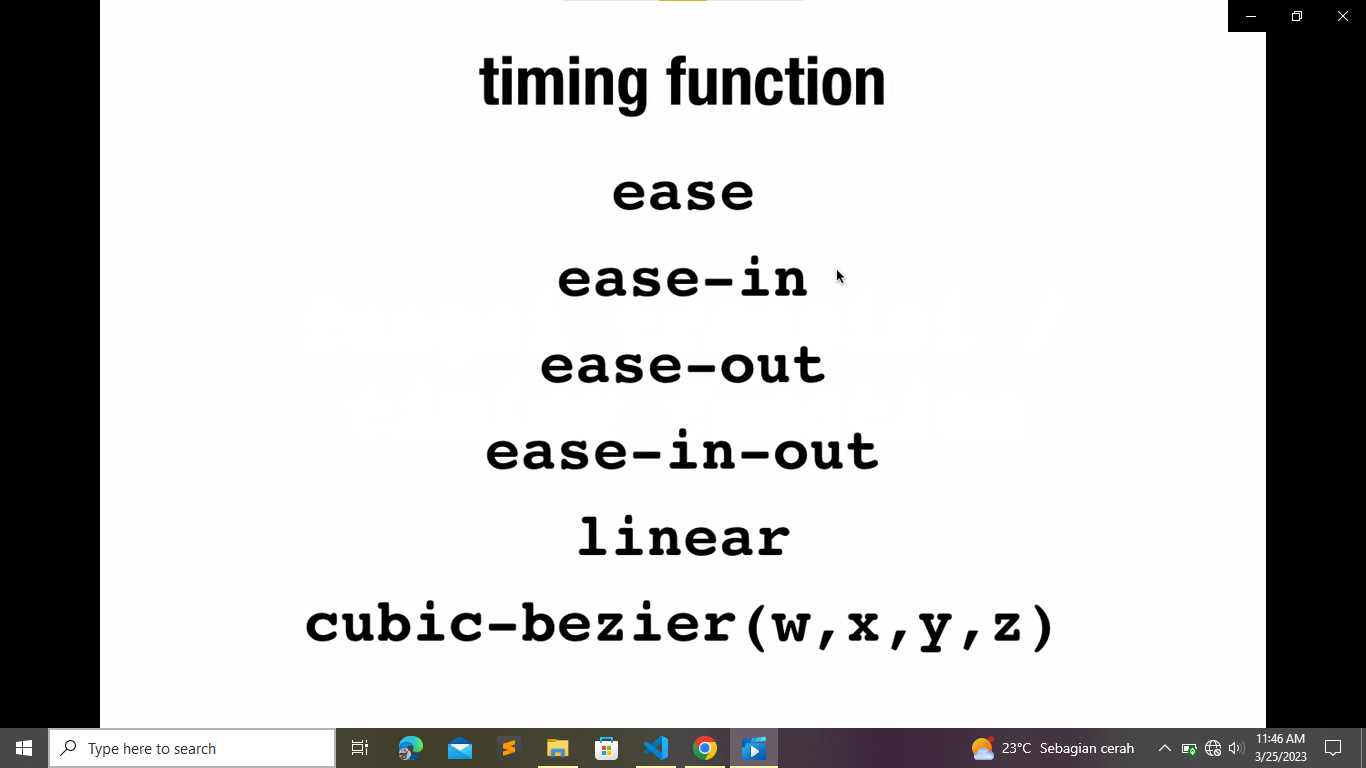 timing function
ease
ease-in
ease-out
ease-in-out
linear
cubic-bezier(w,x,y,z)
Type here to search
23°C Sebagian cerah
11:46 AM
3/25/2023